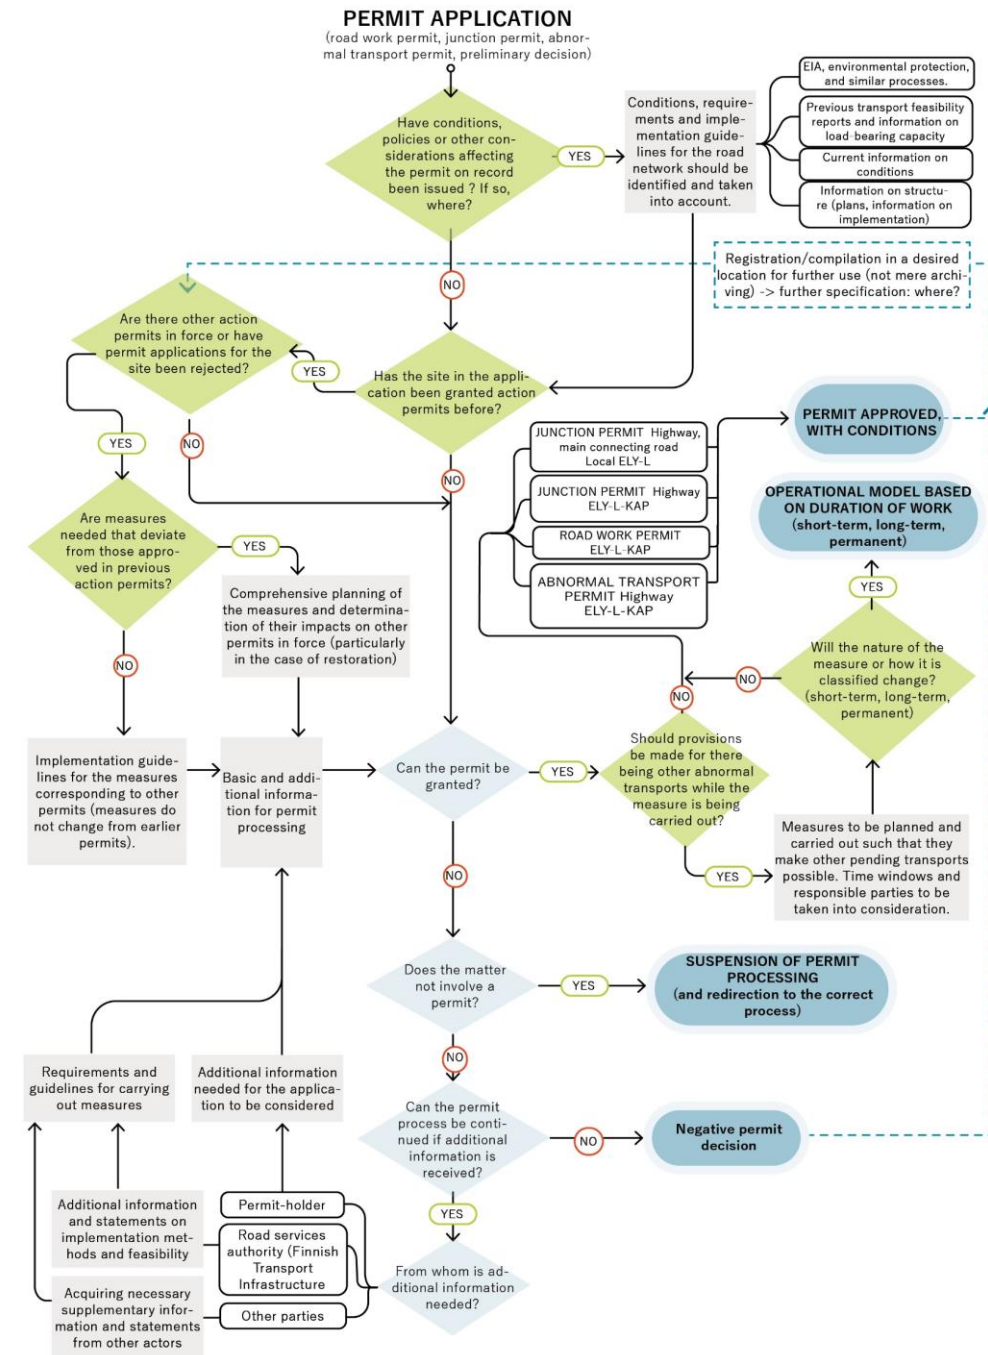 PERMIT APPLICATION
(road work permit, junction permit, abnor-
mal transport permit, preliminary decision)
Have conditions,
policies or other con-
siderations affecting
the permit on record
been issued ? If so,
where?
YES
Conditions, require-
ments and imple-
mentation guide-
lines for the road
network should be
identified and taken
into account.
EIA, environmental protection,
and similar processes.
Previous transport feasibility
reports and information on
load-bearing capacity
Current information on
conditions
Information on structu-
re (plans, information on
implementation)
NO
Registration/compilation in a desired
location for further use (not mere archi-
ving) -> further specification: where?
Are there other action
permits in force or have
permit applications for the
site been rejected?
YES
Has the site in the appli-
cation been granted action
permits before?
YES
NO
NO
JUNCTION PERMIT Highway,
main connecting road
Local ELY-L
JUNCTION PERMIT Highway
ELY-L-KAP
ROAD WORK PERMIT
ELY-L-KAP
ABNORMAL TRANSPORT
PERMIT Highway
ELY-L-KAP
PERMIT APPROVED,
WITH CONDITIONS
OPERATIONAL MODEL BASED
ON DURATION OF WORK
(short-term, long-term,
permanent)
YES
Are measures
needed that deviate
from those appro-
ved in previous
action permits?
YES
Comprehensive planning of
the measures and determina-
tion of their impacts on other
permits in force (particularly
in the case of restoration)
Will the nature of the
measure or how it is
classified change?
(short-term, long-term,
permanent)
NO
NO
NO
Implementation guide-
lines for the measures
corresponding to other
permits (measures do
not change from earlier
permits).
Basic and addi-
tional informa-
tion for permit
processing
Can the permit be
granted?
YES
Should provisions
be made for there
being other abnormal
transports while the
measure is being
carried out?
YES
Measures to be planned and
carried out such that they
make other pending transports
possible. Time windows and
responsible parties to be
taken into consideration.
NO
Does the matter
not involve a
permit?
YES
SUSPENSION OF PERMIT
PROCESSING
(and redirection to the correct
process)
NO
Requirements and
guidelines for carrying
out measures
Additional information
needed for the applica-
tion to be considered
Can the permit
process be conti-
nued if additional
information is
received?
NO
Negative permit
decision
YES
Additional information
and statements on
implementation met-
hods and feasibility
Permit-holder
Road services
authority (Finnish
Transport
Infrastructure
Other parties
From whom is ad-
ditional information
needed?
Acquiring necessary
supplementary infor-
mation and statements
from other actors